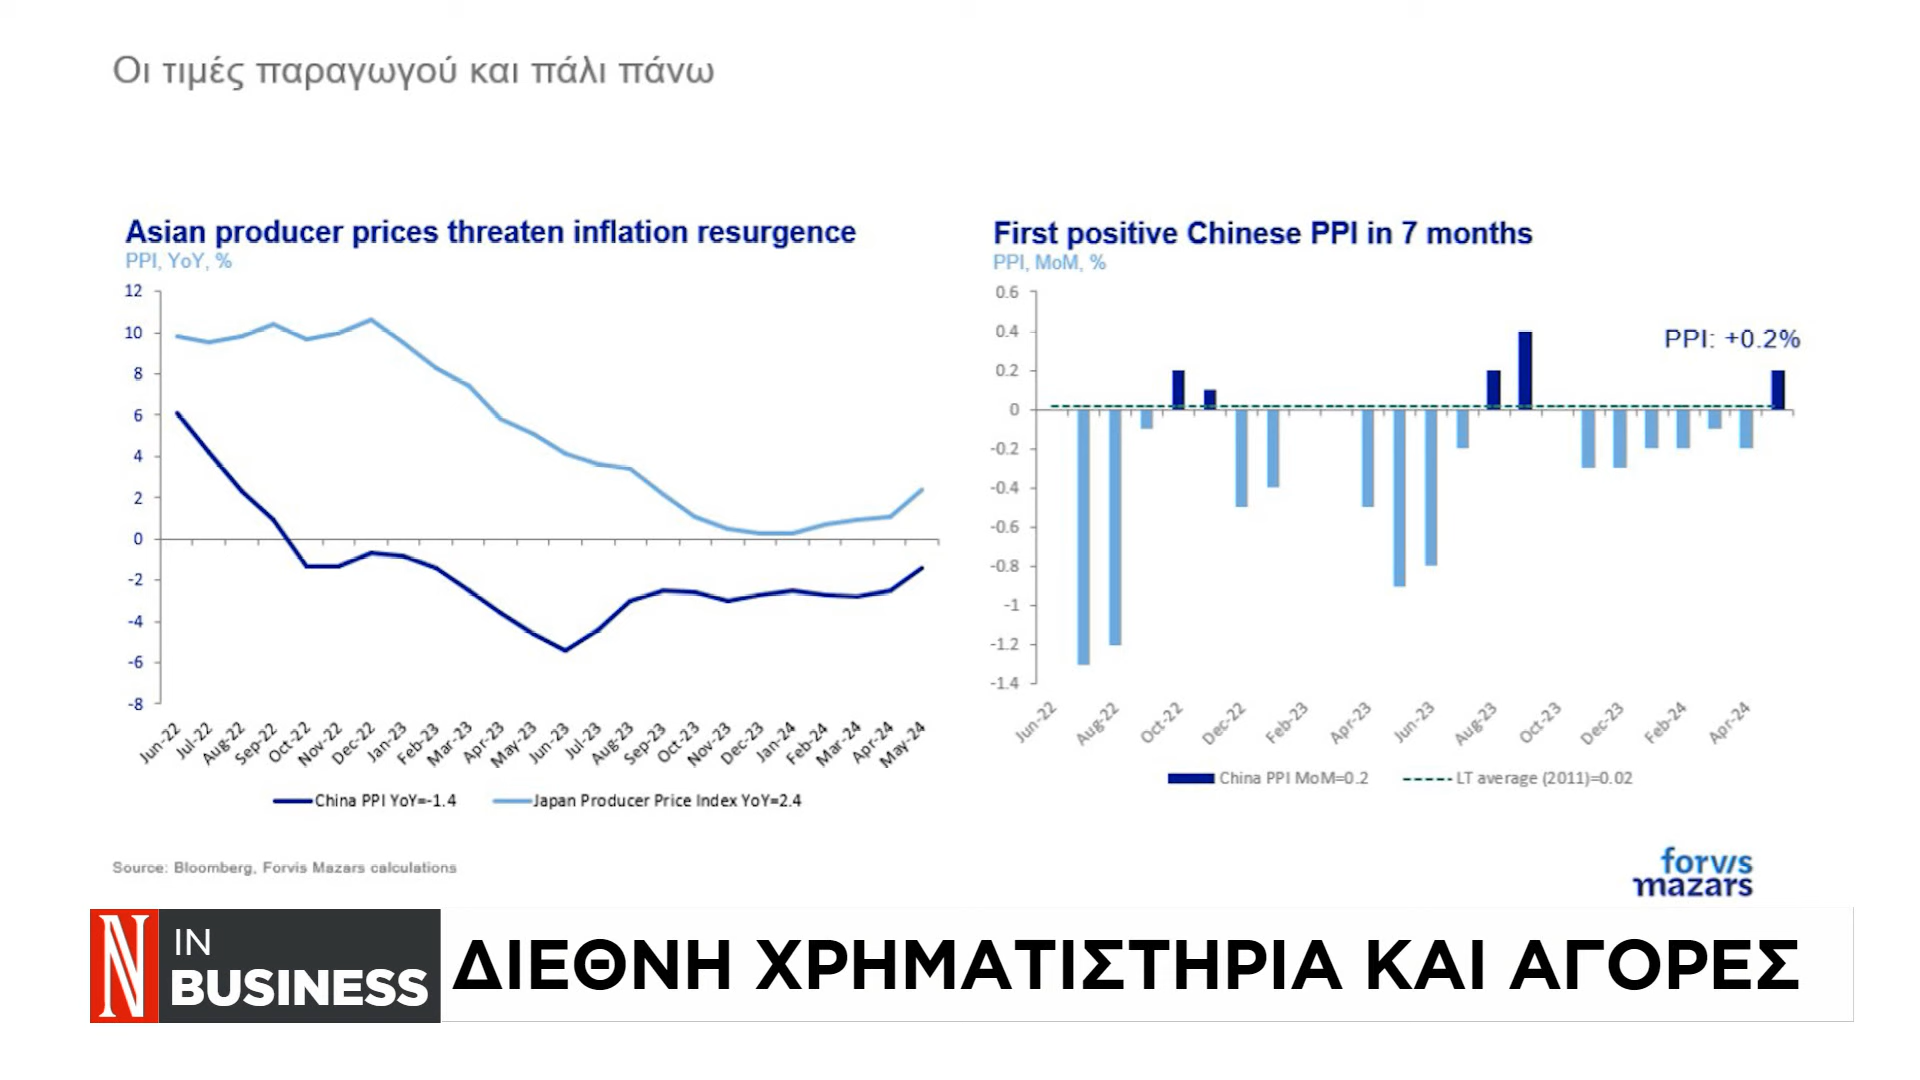 Οι τιμές παραγωγού και πάλι πάνω
Asian producer prices threaten inflation resurgence
PPI, YoY, %
12
10
8
6
4
2
0
-2
-4
-6
-8
Jun-22 Jul-22 Aug-22 Sep-22 Oct-22 Nov-22 Dec-22 Jan-23 Feb-23 Mar-23 Apr-23 May-23 Jun-23 Jul-23 Aug-23 Sep-23 Oct-23 Nov-23 Dec-23 Jan-24 Feb-24 Mar-24 Apr-24 May-24
China PPI YoY=-1.4 Japan Producer Price Index YoY=2.4
First positive Chinese PPI in 7 months
PPI, MoM, %
0.6
0.4
0.2
0
-0.2
-0.4
-0.6
-0.8
-1
-1.2
-1.4
PPI: +0.2%
Jun-22 Aug-22 Oct-22 Dec-22 Feb-23 Apr-23 Jun-23 Aug-23 Oct-23 Dec-23 Feb-24 Apr-24
China PPI MoM=0.2 LT average (2011)=0.02
Source: Bloomberg, Forvis Mazars calculations
forvis
mazars
N IN
BUSINESS
ΔΙΕΘΝΗ ΧΡΗΜΑΤΙΣΤΗΡΙΑ ΚΑΙ ΑΓΟΡΕΣ